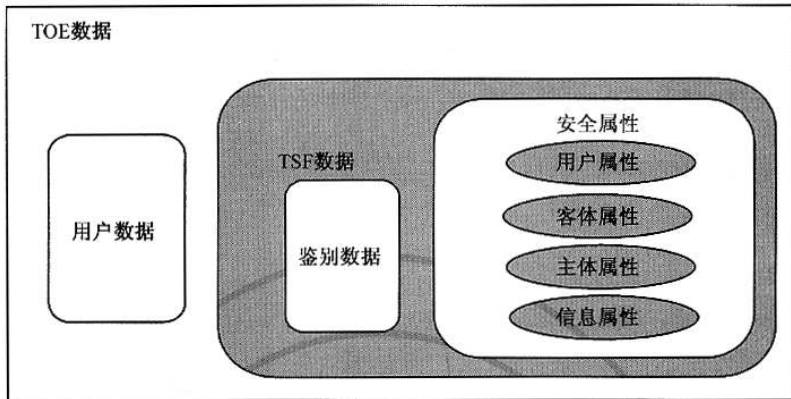 TOE数据
用户数据
TSF数据
鉴别数据
安全属性
用户属性
客体属性
主体属性
信息属性